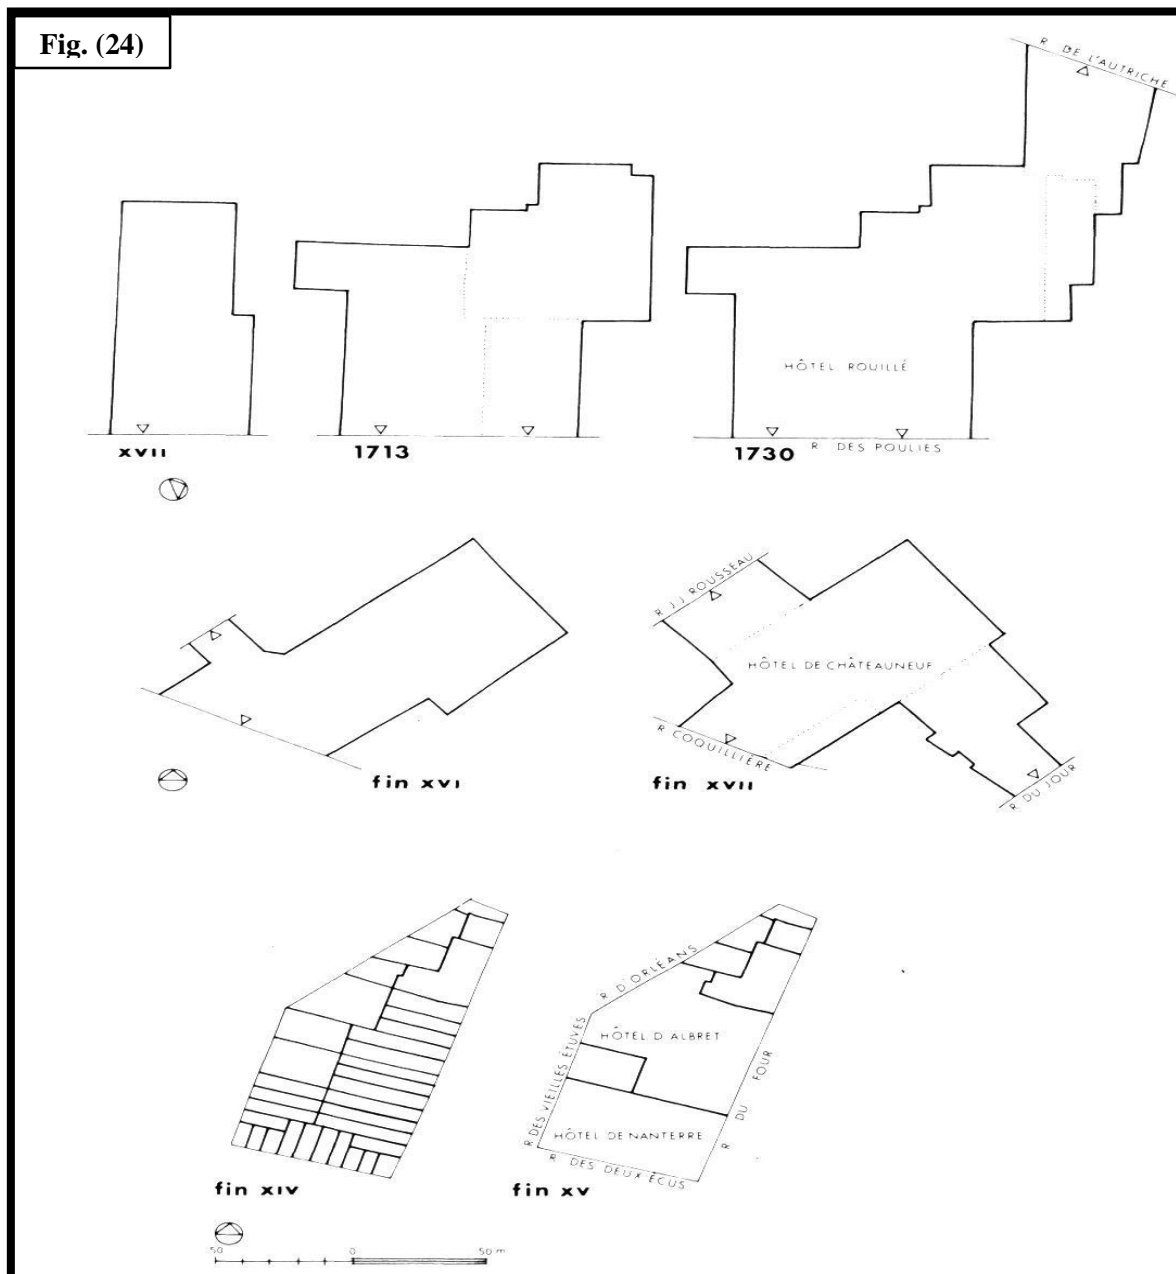 Fig. (24)
R. DE L'AUTRICHE
HÔTEL ROUILLÉ
XVII
1713
1730
R. DES POULIES
R J.J ROUSSEAU
HÔTEL DE CHÂTEAUNEUF
R COQUILLIÈRE
R DU JOUR
fin XVI
fin XVII
R D'ORLÉANS
R DES VIEILLES ÉTUVES
HÔTEL D ALBRET
R DU FOUR
HÔTEL DE NANTERRE
R DES DEUX ÉCUS
fin XIV
fin XV
50 0 50 m